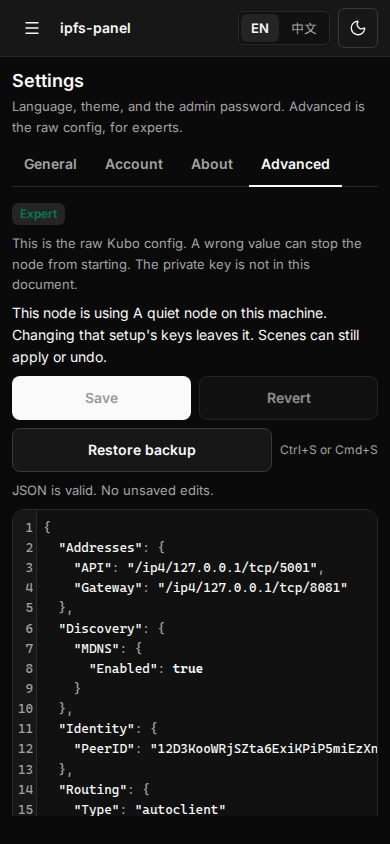 ipfs-panel
EN
中文
Settings
Language, theme, and the admin password. Advanced is
the raw config, for experts.
General
Account
About
Advanced
Expert
This is the raw Kubo config. A wrong value can stop the
node from starting. The private key is not in this
document.
This node is using A quiet node on this machine.
Changing that setup's keys leaves it. Scenes can still
apply or undo.
Save
Revert
Restore backup
Ctrl+S or Cmd+S
JSON is valid. No unsaved edits.
1 {
2 "Addresses": {
3 "API": "/ip4/127.0.0.1/tcp/5001",
4 "Gateway": "/ip4/127.0.0.1/tcp/8081"
5 },
6 "Discovery": {
7 "MDNS": {
8 "Enabled": true
9 }
10 },
11 "Identity": {
12 "PeerID": "12D3KooWRjSZta6ExiKPiP5miEzXn
13 },
14 "Routing": {
15 "Type": "autoclient"